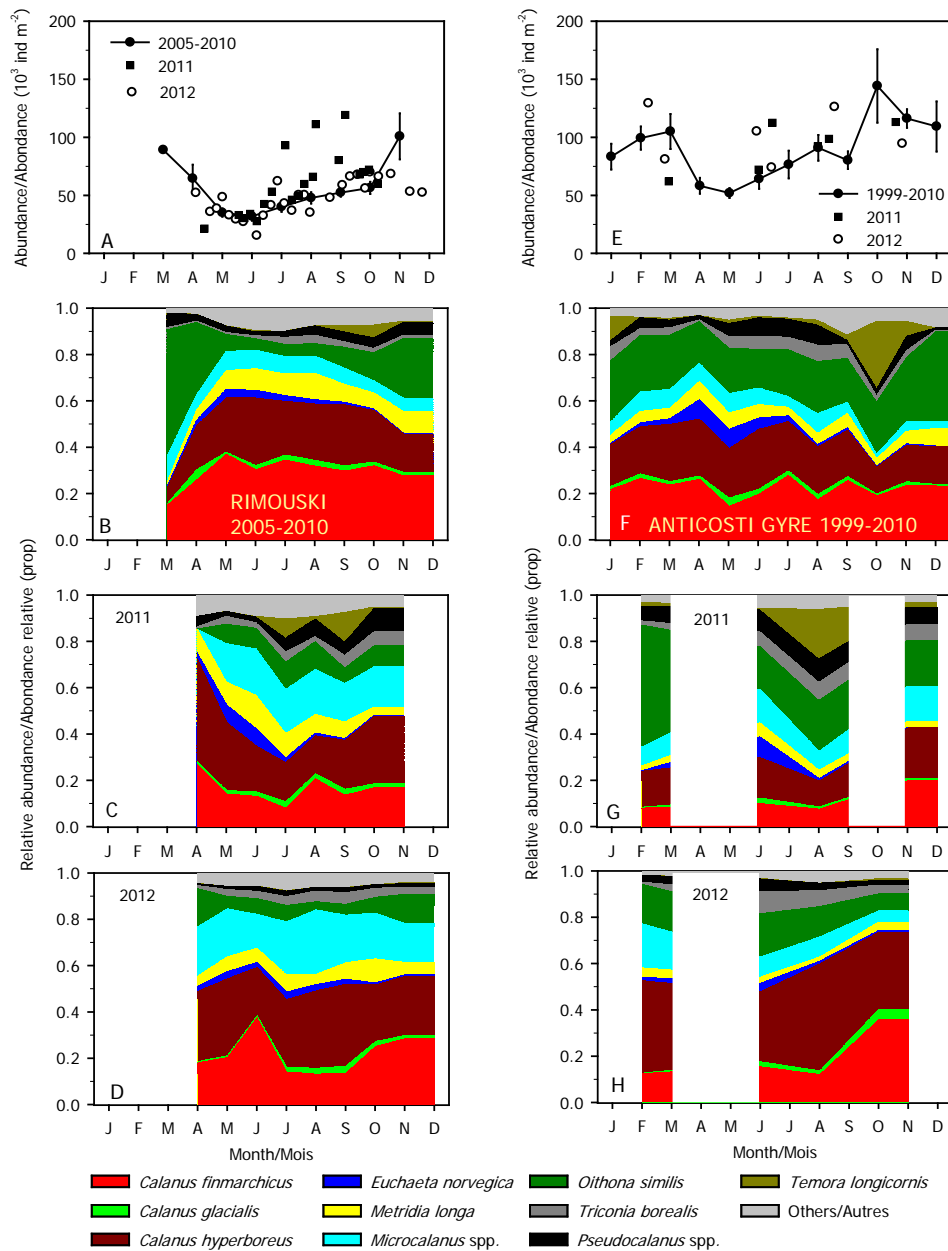 Abundance/Abondance (10³ ind m⁻²)
200
150
100
50
0
2005-2010
2011
2012
A
J F M A M J J A S O N D
Abundance/Abondance (10³ ind m⁻²)
200
150
100
50
0
1999-2010
2011
2012
E
J F M A M J J A S O N D
1.0
0.8
0.6
0.4
0.2
0.0
RIMOUSKI
2005-2010
B
J F M A M J J A S O N D
1.0
0.8
0.6
0.4
0.2
0.0
F ANTICOSTI GYRE 1999-2010
J F M A M J J A S O N D
Relative abundance/Abondance relative (prop)
1.0
0.8
0.6
0.4
0.2
0.0
2011
C
J F M A M J J A S O N D
Relative abundance/Abondance relative (prop)
1.0
0.8
0.6
0.4
0.2
0.0
2011
G
J F M A M J J A S O N D
1.0
0.8
0.6
0.4
0.2
0.0
2012
D
J F M A M J J A S O N D
Month/Mois
1.0
0.8
0.6
0.4
0.2
0.0
2012
H
J F M A M J J A S O N D
Month/Mois
Calanus finmarchicus
Calanus glacialis
Calanus hyperboreus
Euchaeta norvegica
Metridia longa
Microcalanus spp.
Oithona similis
Triconia borealis
Pseudocalanus spp.
Temora longicornis
Others/Autres